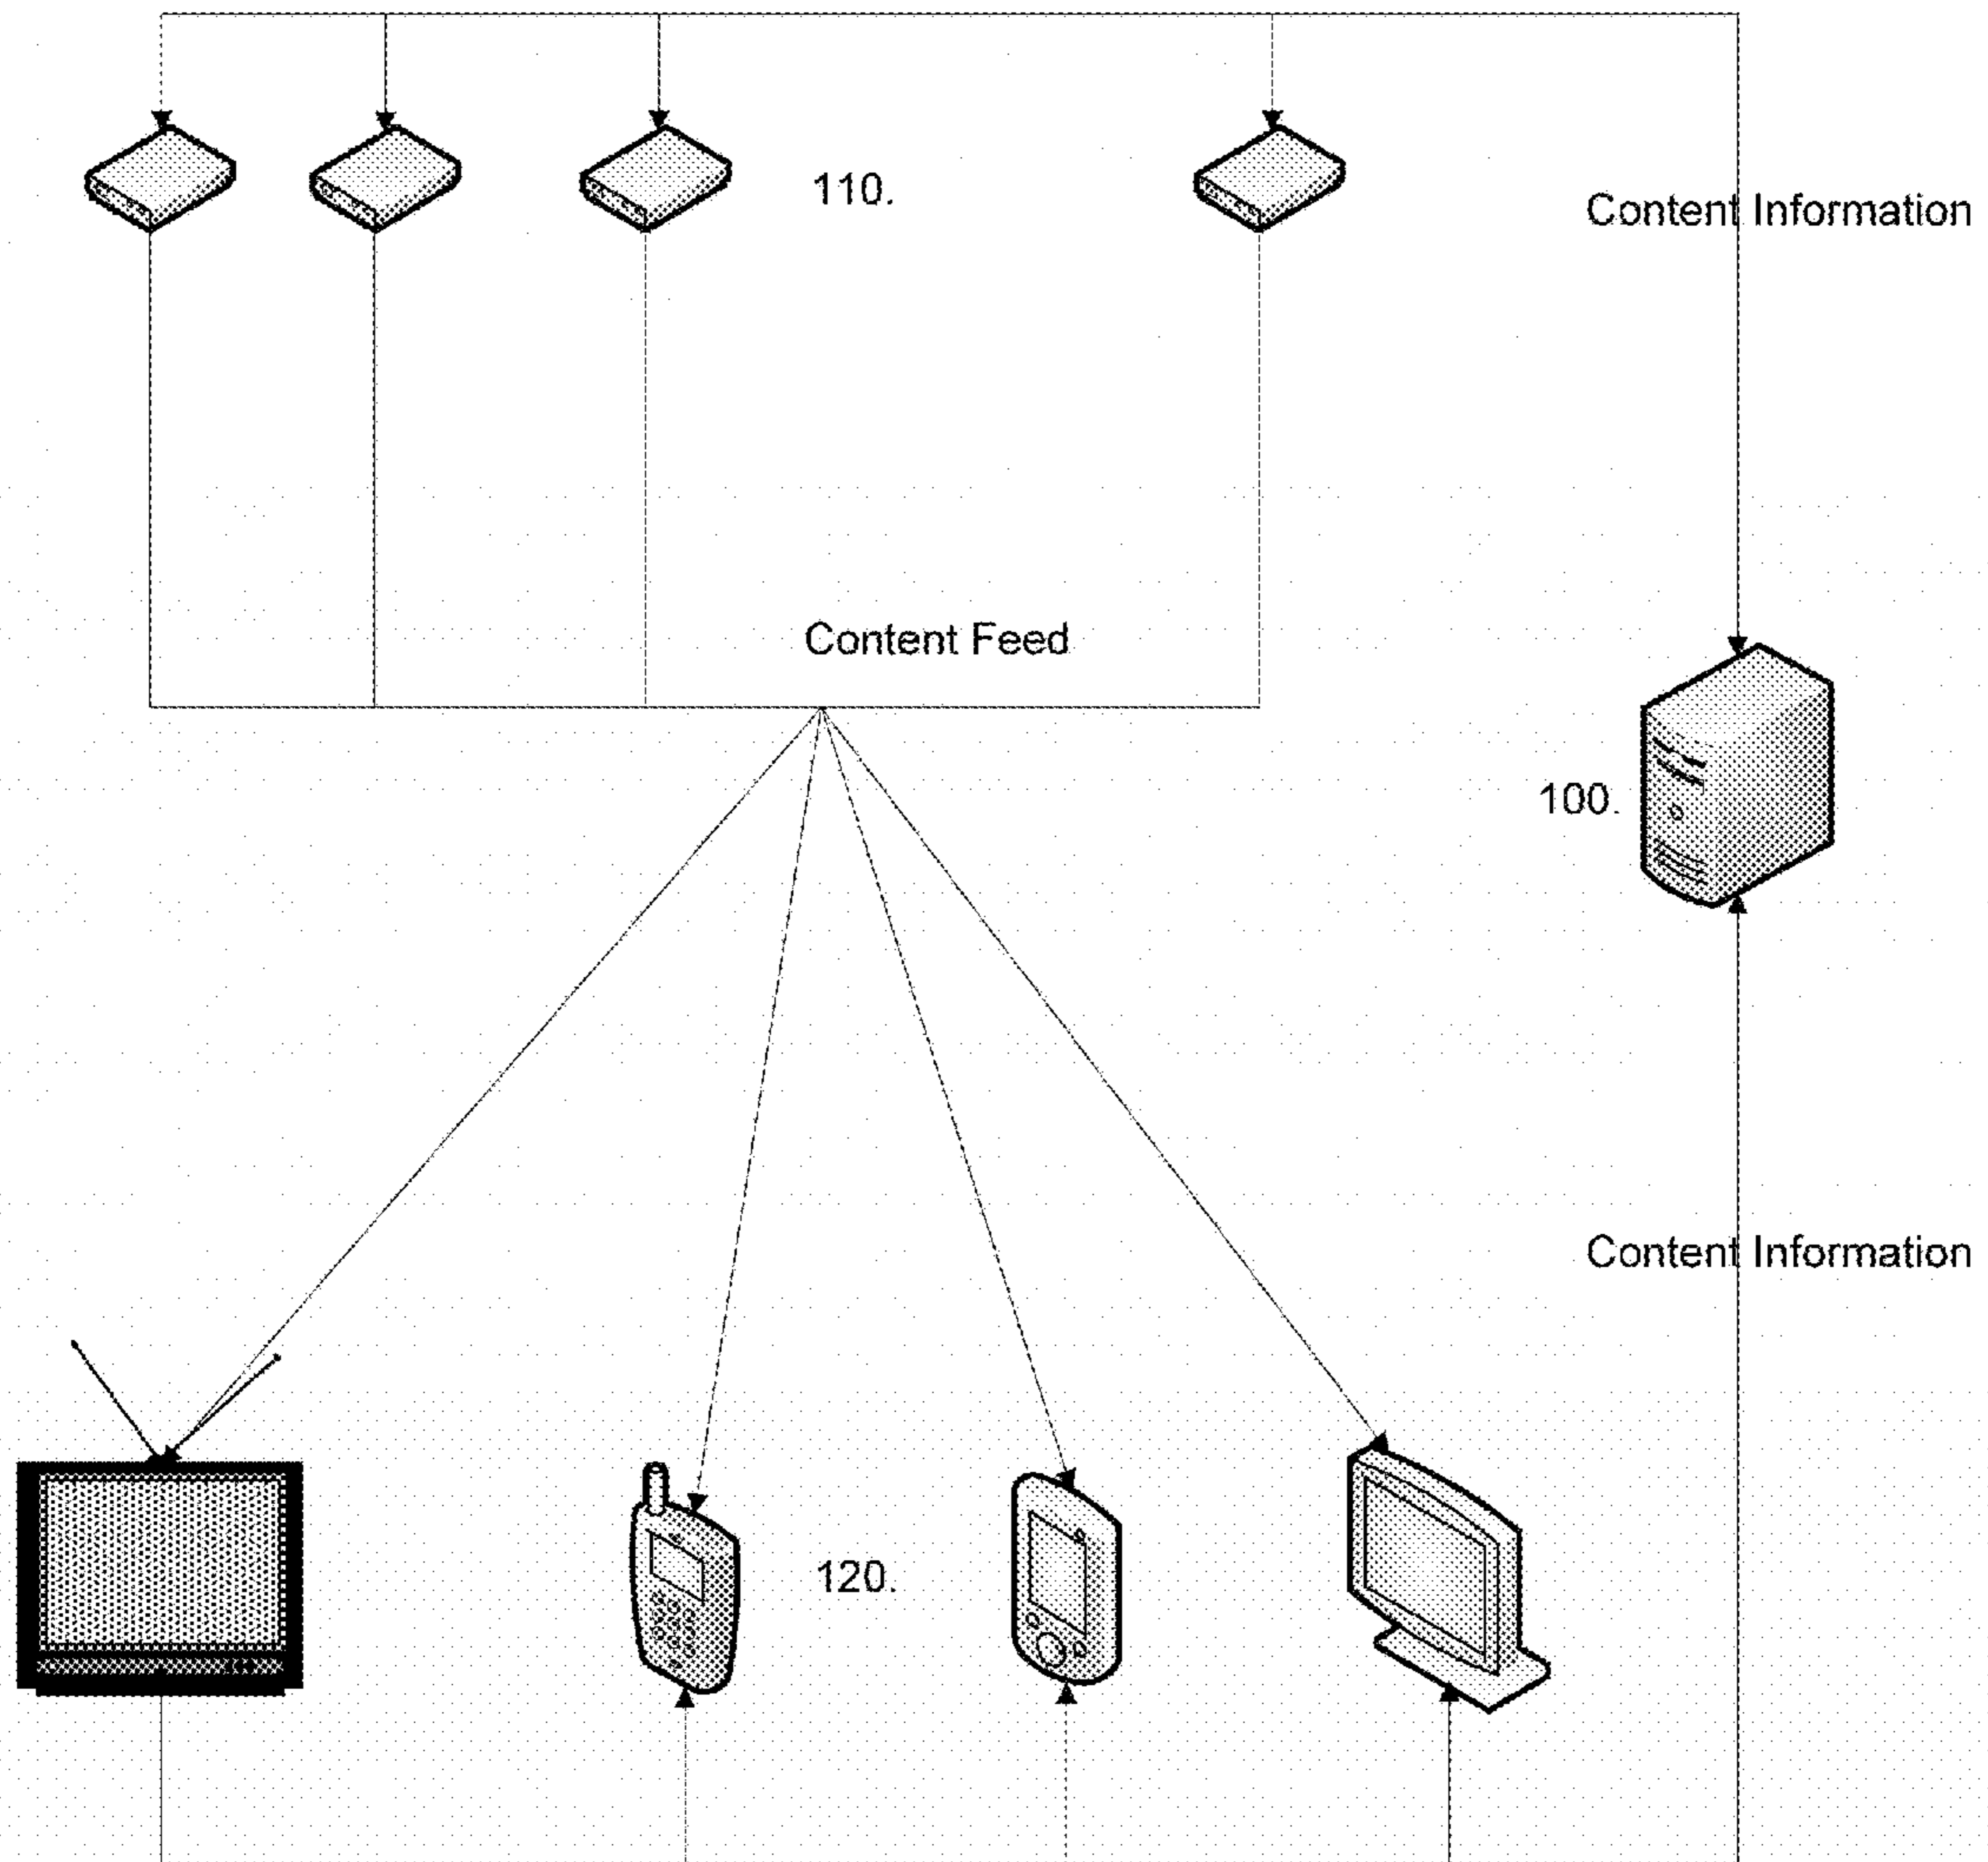 110.
Content Information
Content Feed
100.
Content Information
120.